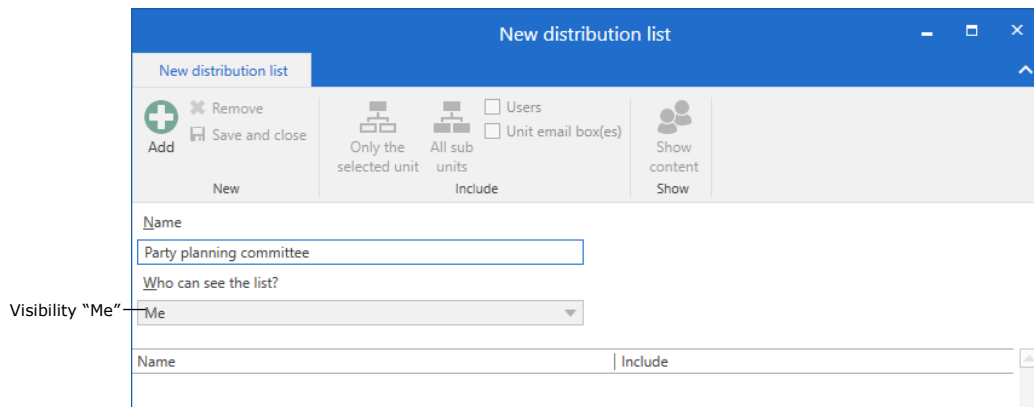 New distribution list
New distribution list
Add
Remove
Save and close
New
Only the
selected unit
All sub
units
Users
Unit email box(es)
Include
Show
content
Show
Name
Party planning committee
Who can see the list?
Visibility “Me”
Me
Name
Include